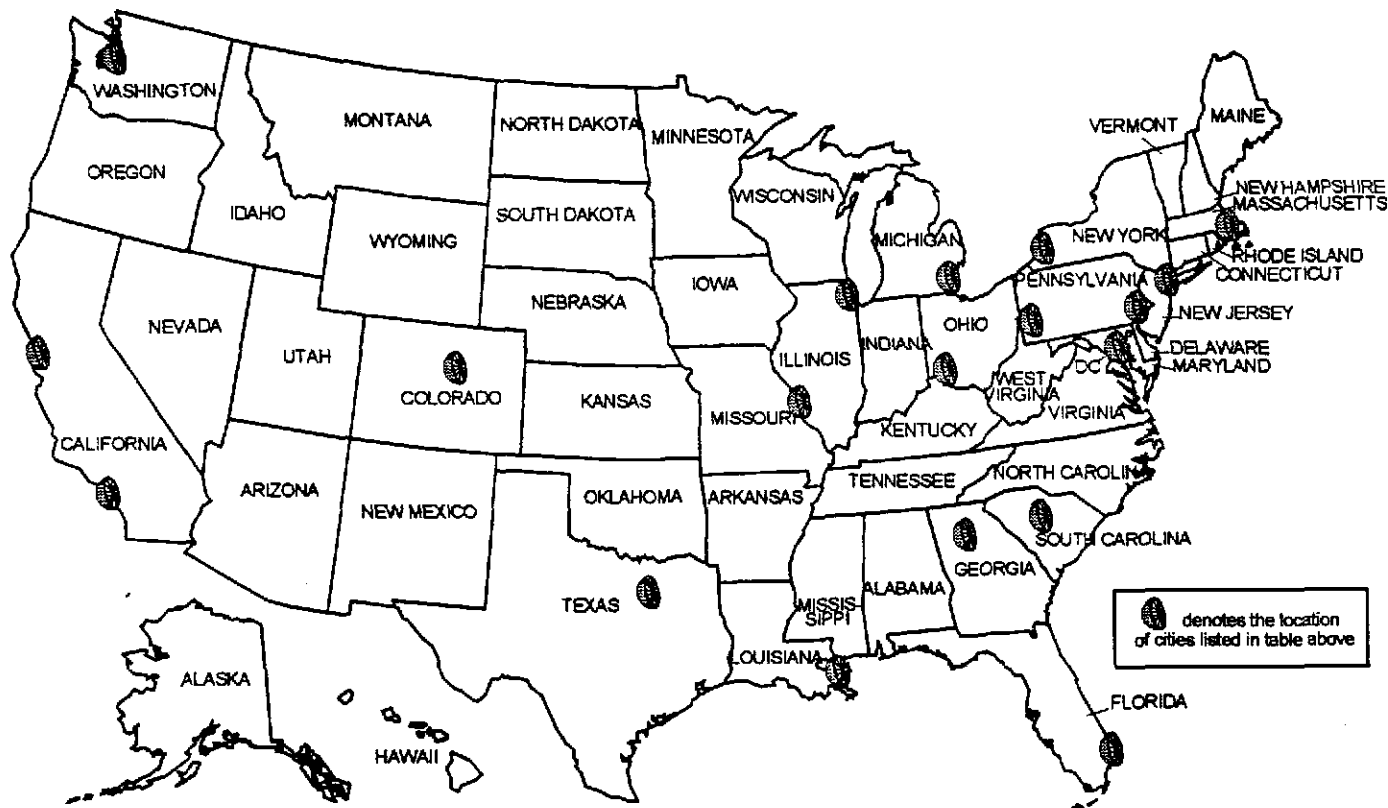 WASHINGTON
MONTANA
NORTH DAKOTA
MINNESOTA
VERMONT
MAINE
OREGON
IDAHO
WYOMING
SOUTH DAKOTA
WISCONSIN
MICHIGAN
NEW YORK
NEW HAMPSHIRE
MASSACHUSETTS
RHODE ISLAND
CONNECTICUT
PENNSYLVANIA
NEW JERSEY
NEVADA
UTAH
COLORADO
NEBRASKA
IOWA
ILLINOIS
INDIANA
OHIO
DELAWARE
MARYLAND
DC
WEST
VIRGINIA
VIRGINIA
CALIFORNIA
KANSAS
MISSOURI
KENTUCKY
ARIZONA
NEW MEXICO
OKLAHOMA
ARKANSAS
TENNESSEE
NORTH CAROLINA
SOUTH CAROLINA
TEXAS
LOUISIANA
MISSIS
SIPPI
ALABAMA
GEORGIA
FLORIDA
ALASKA
HAWAII
denotes the location
of cities listed in table above